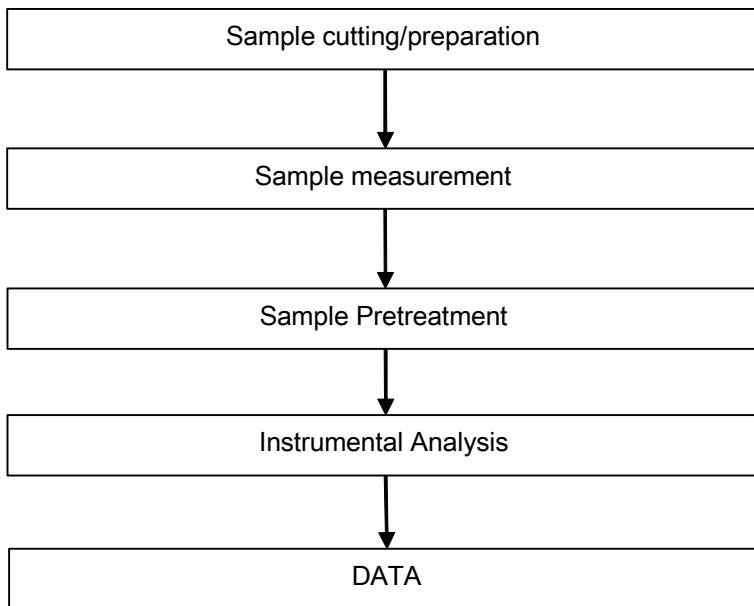 Sample cutting/preparation
Sample measurement
Sample Pretreatment
Instrumental Analysis
DATA